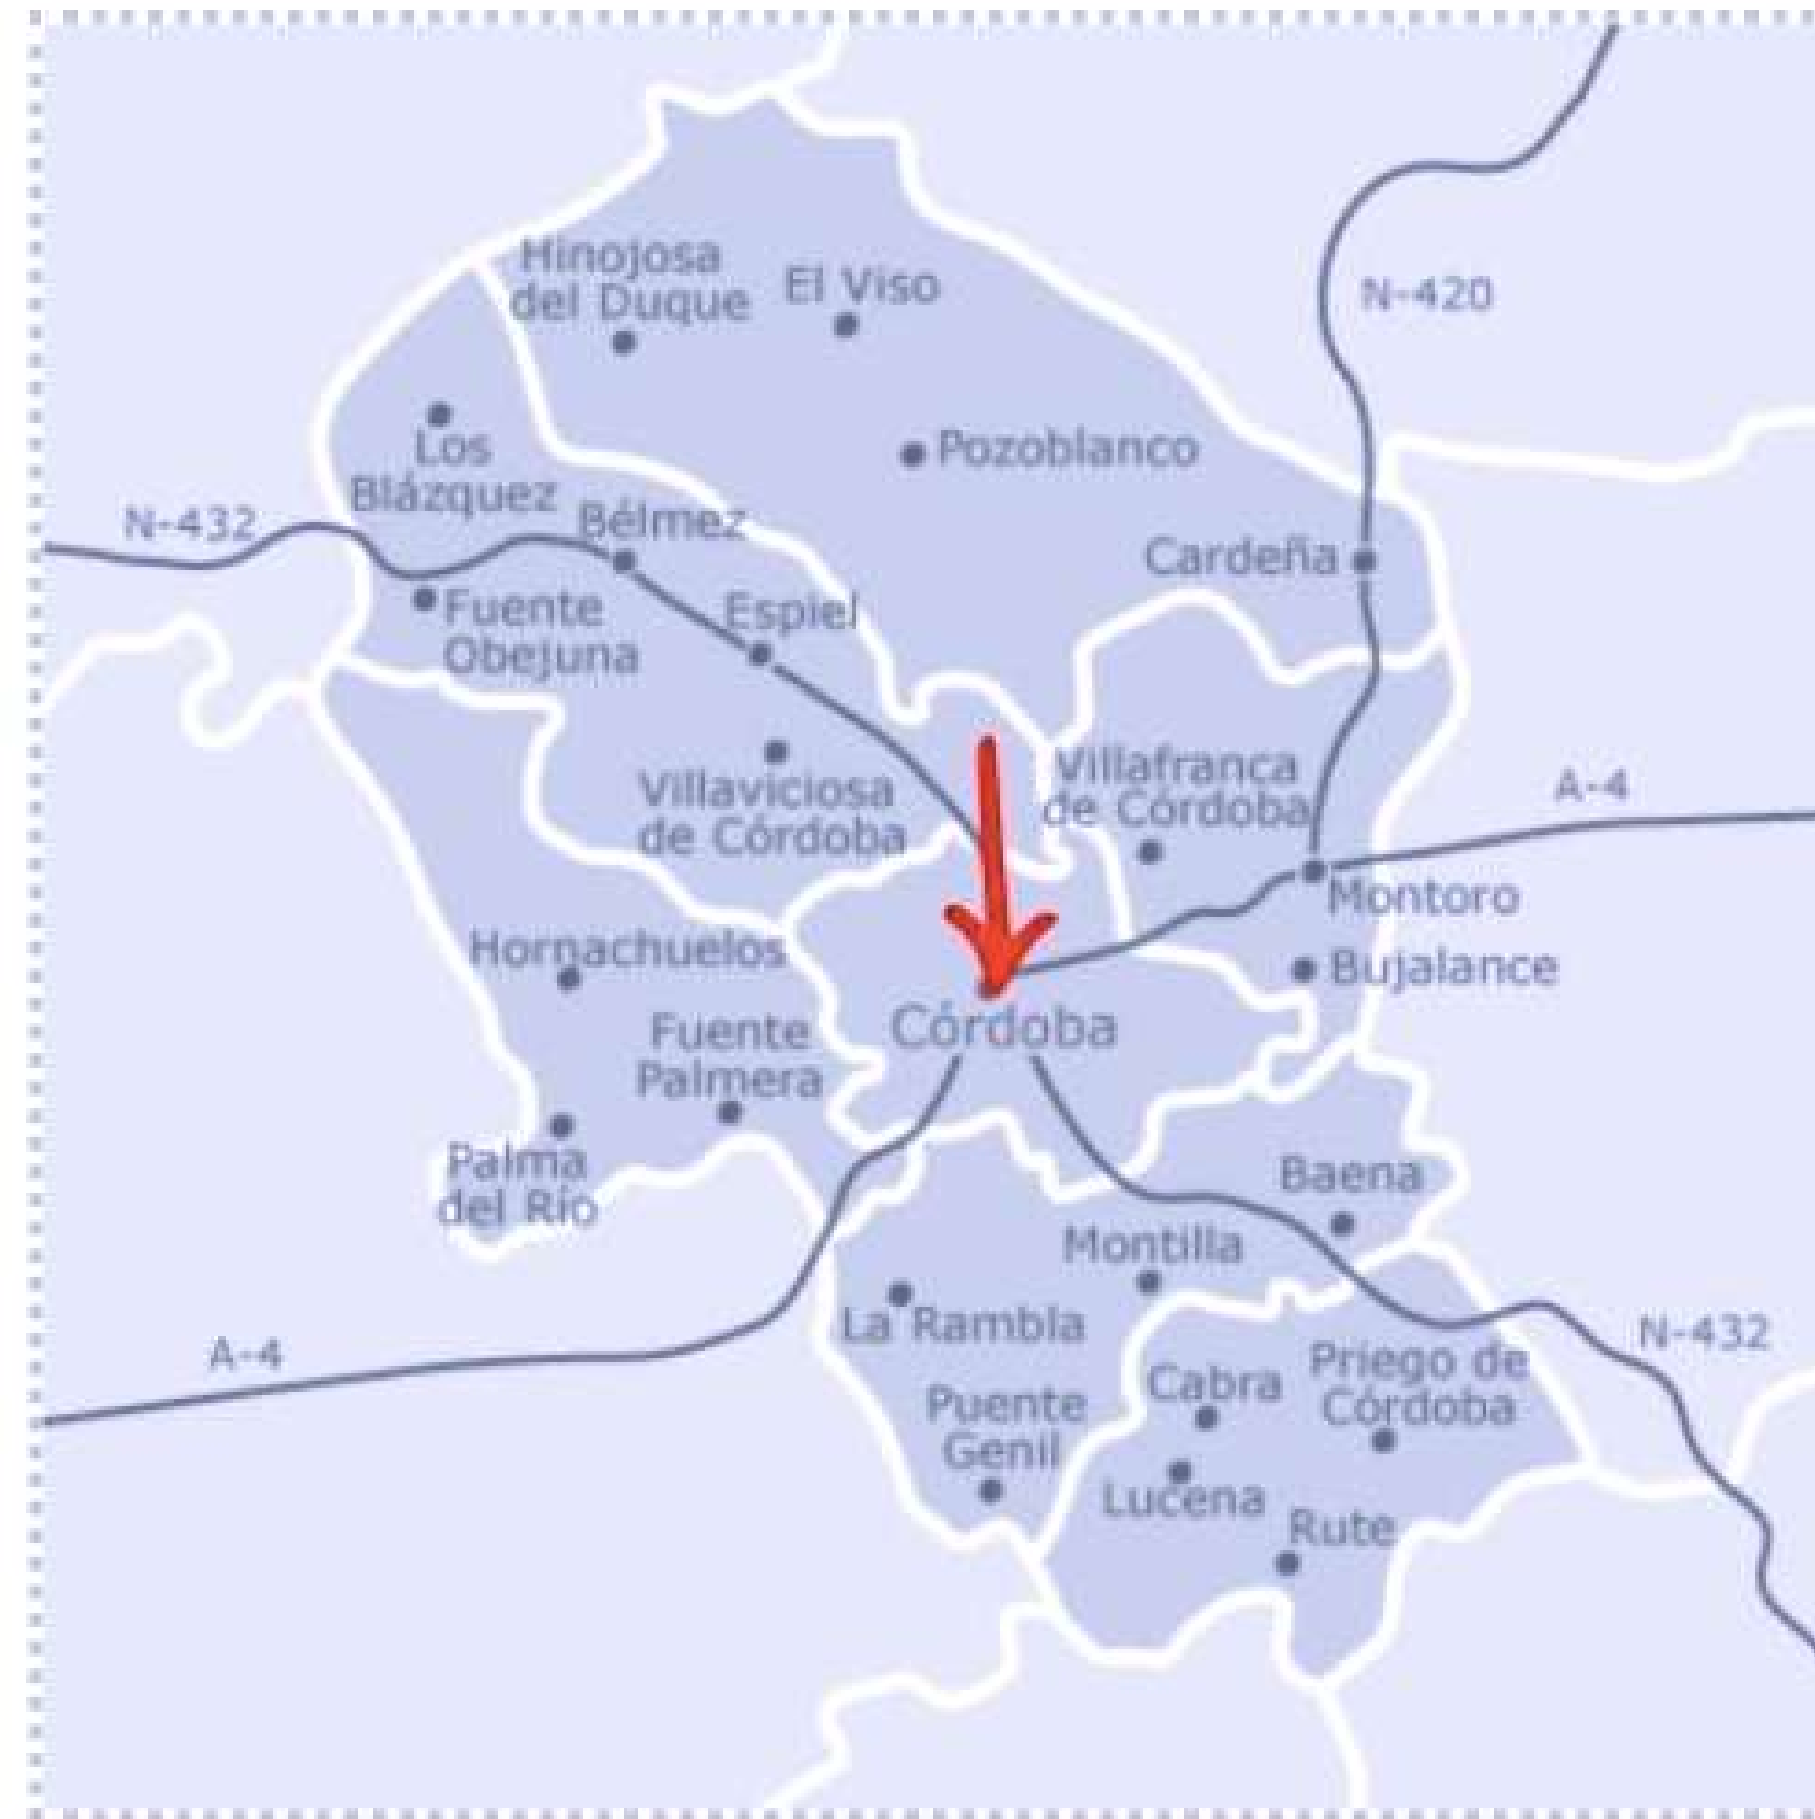 Hinojosa
del Duque
El Viso
N-420
Los
Blázquez
Pozoblanco
N-432
Bélmez
Cardeña
Fuente
Obejuna
Espiel
Villaviciosa
de Córdoba
Villafranca
de Córdoba
A-4
Montoro
Hornachuelos
Bujalance
Fuente
Palmera
Córdoba
Palma
del Río
Baena
Montilla
La Rambla
A-4
N-432
Puente
Genil
Cabra
Priego de
Córdoba
Lucena
Rute